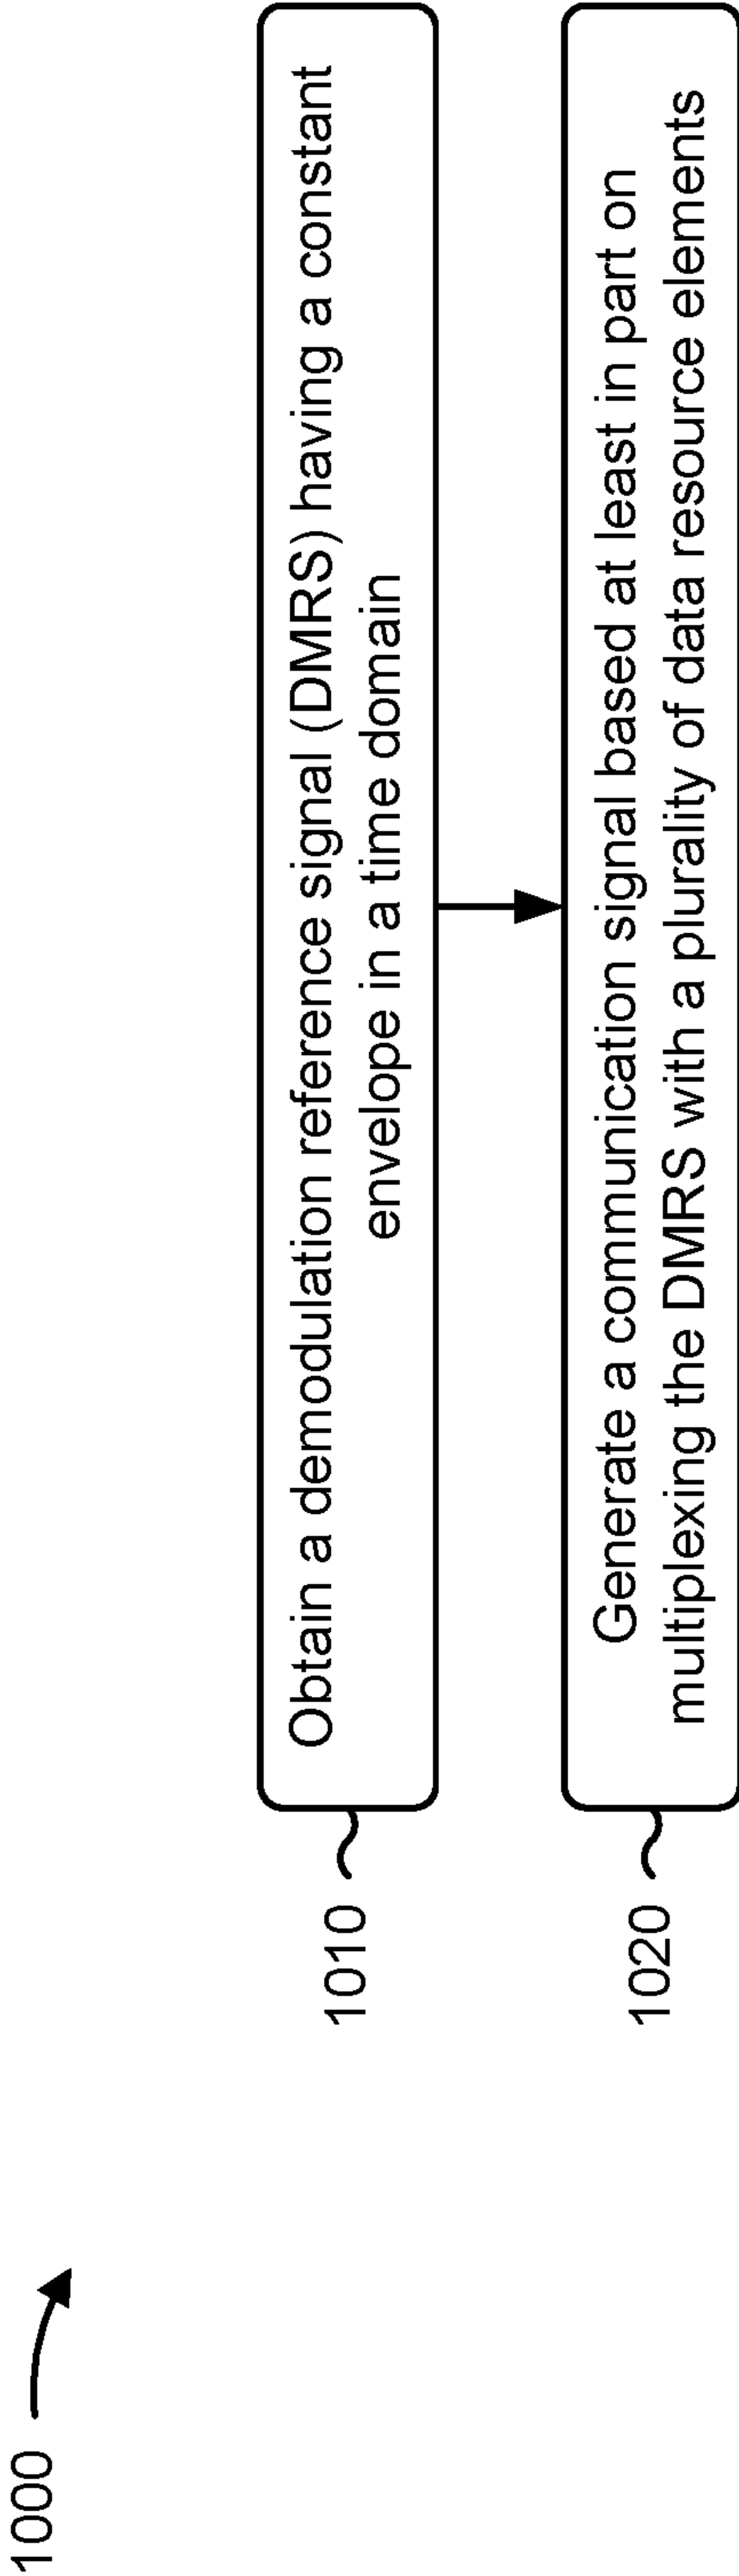 1000
1010
Obtain a demodulation reference signal (DMRS) having a constant
envelope in a time domain
1020
Generate a communication signal based at least in part on
multiplexing the DMRS with a plurality of data resource elements